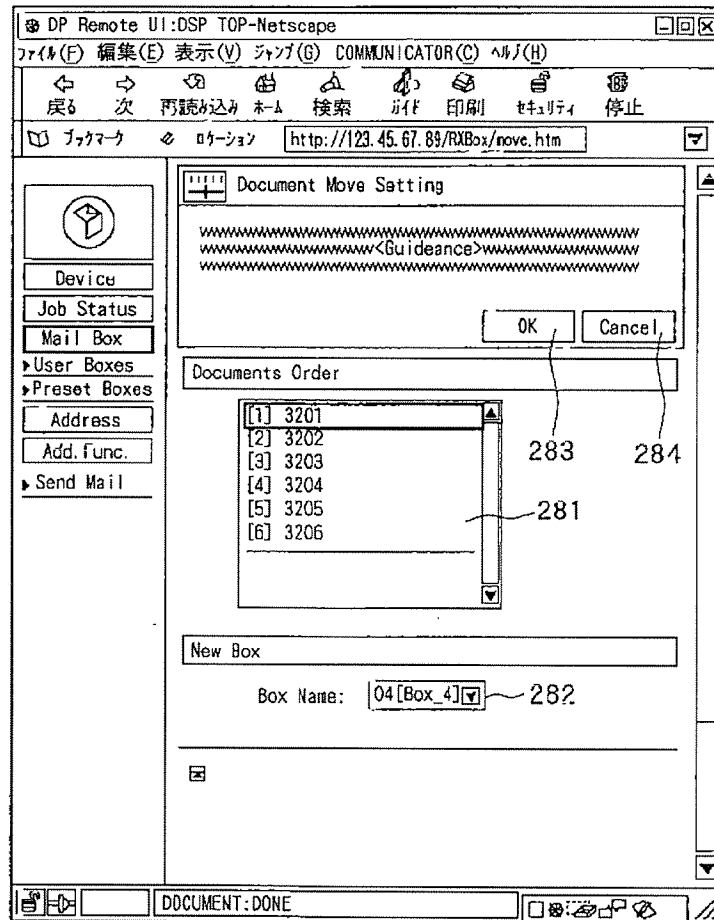 DP Remote UI:DSP TOP-Netscape
ファイル(F) 編集(E) 表示(V) ジャンプ(G) COMMUNICATOR(C) ヘルプ(H)
戻る 次 再読み込み ホーム 検索 ガイド 印刷 セキュリティ 停止
ブックマーク ロケーション http://123.45.67.89/RXBox/move.htm
Document Move Setting
<Guideance>
OK Cancel
283 284
Device
Job Status
Mail Box
User Boxes
Preset Boxes
Address
Add.Func.
Send Mail
Documents Order
[1] 3201
[2] 3202
[3] 3203
[4] 3204
[5] 3205
[6] 3206
281
New Box
Box Name: 04[Box_4] 282
DOCUMENT:DONE